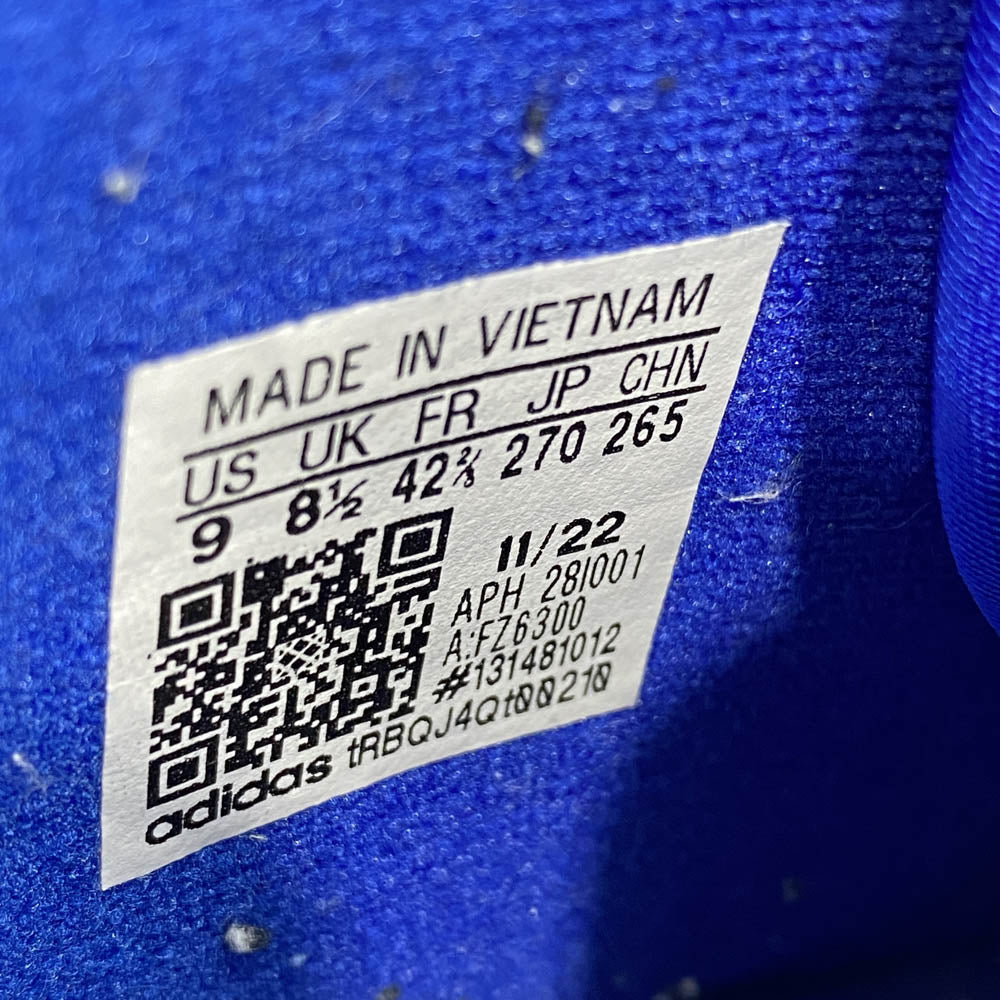 MADE IN VIETNAM
US UK FR JP CHN
9 8½ 42⅔ 270 265
11/22
APH 28I001
A:FZ6300
#131481012
adidas tRBQJ4Qt00210